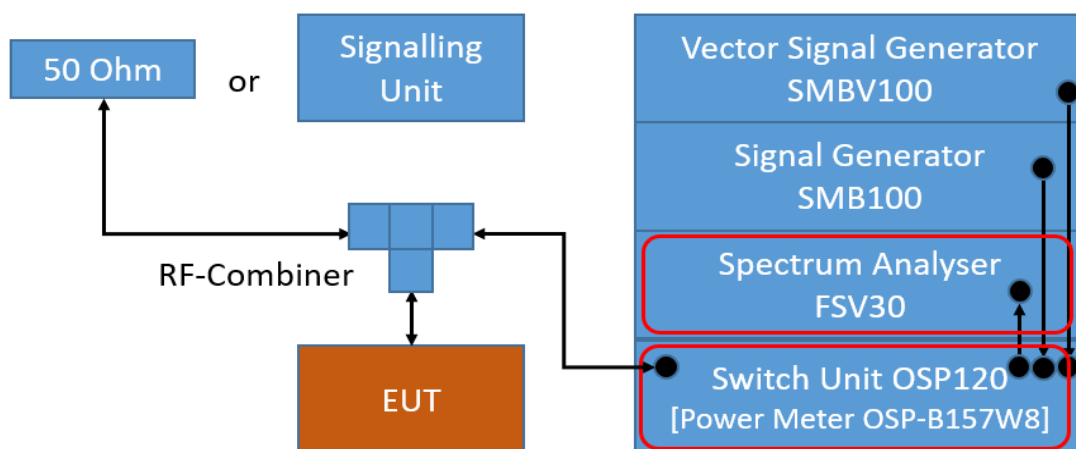 50 Ohm
or
Signalling
Unit
Vector Signal Generator
SMBV100
Signal Generator
SMB100
RF-Combiner
Spectrum Analyser
FSV30
EUT
Switch Unit OSP120
[Power Meter OSP-B157W8]